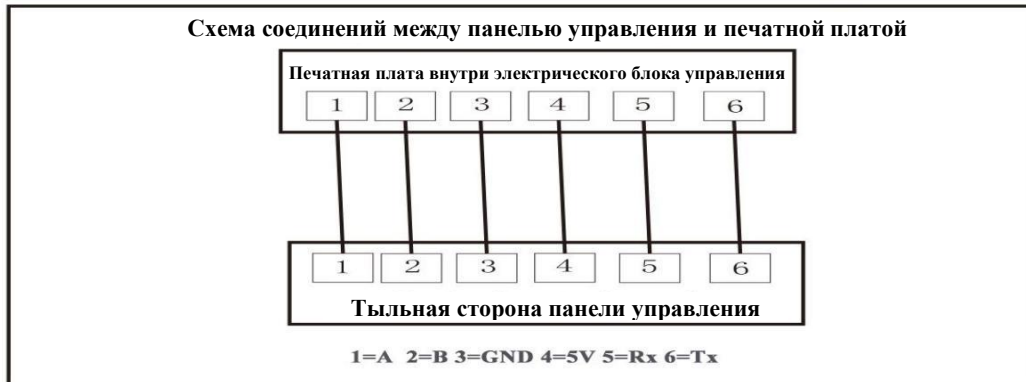 Схема соединений между панелью управления и печатной платой
Печатная плата внутри электрического блока управления
1 2 3 4 5 6
1 2 3 4 5 6
Тыльная сторона панели управления
1=A 2=B 3=GND 4=5V 5=Rx 6=Tx